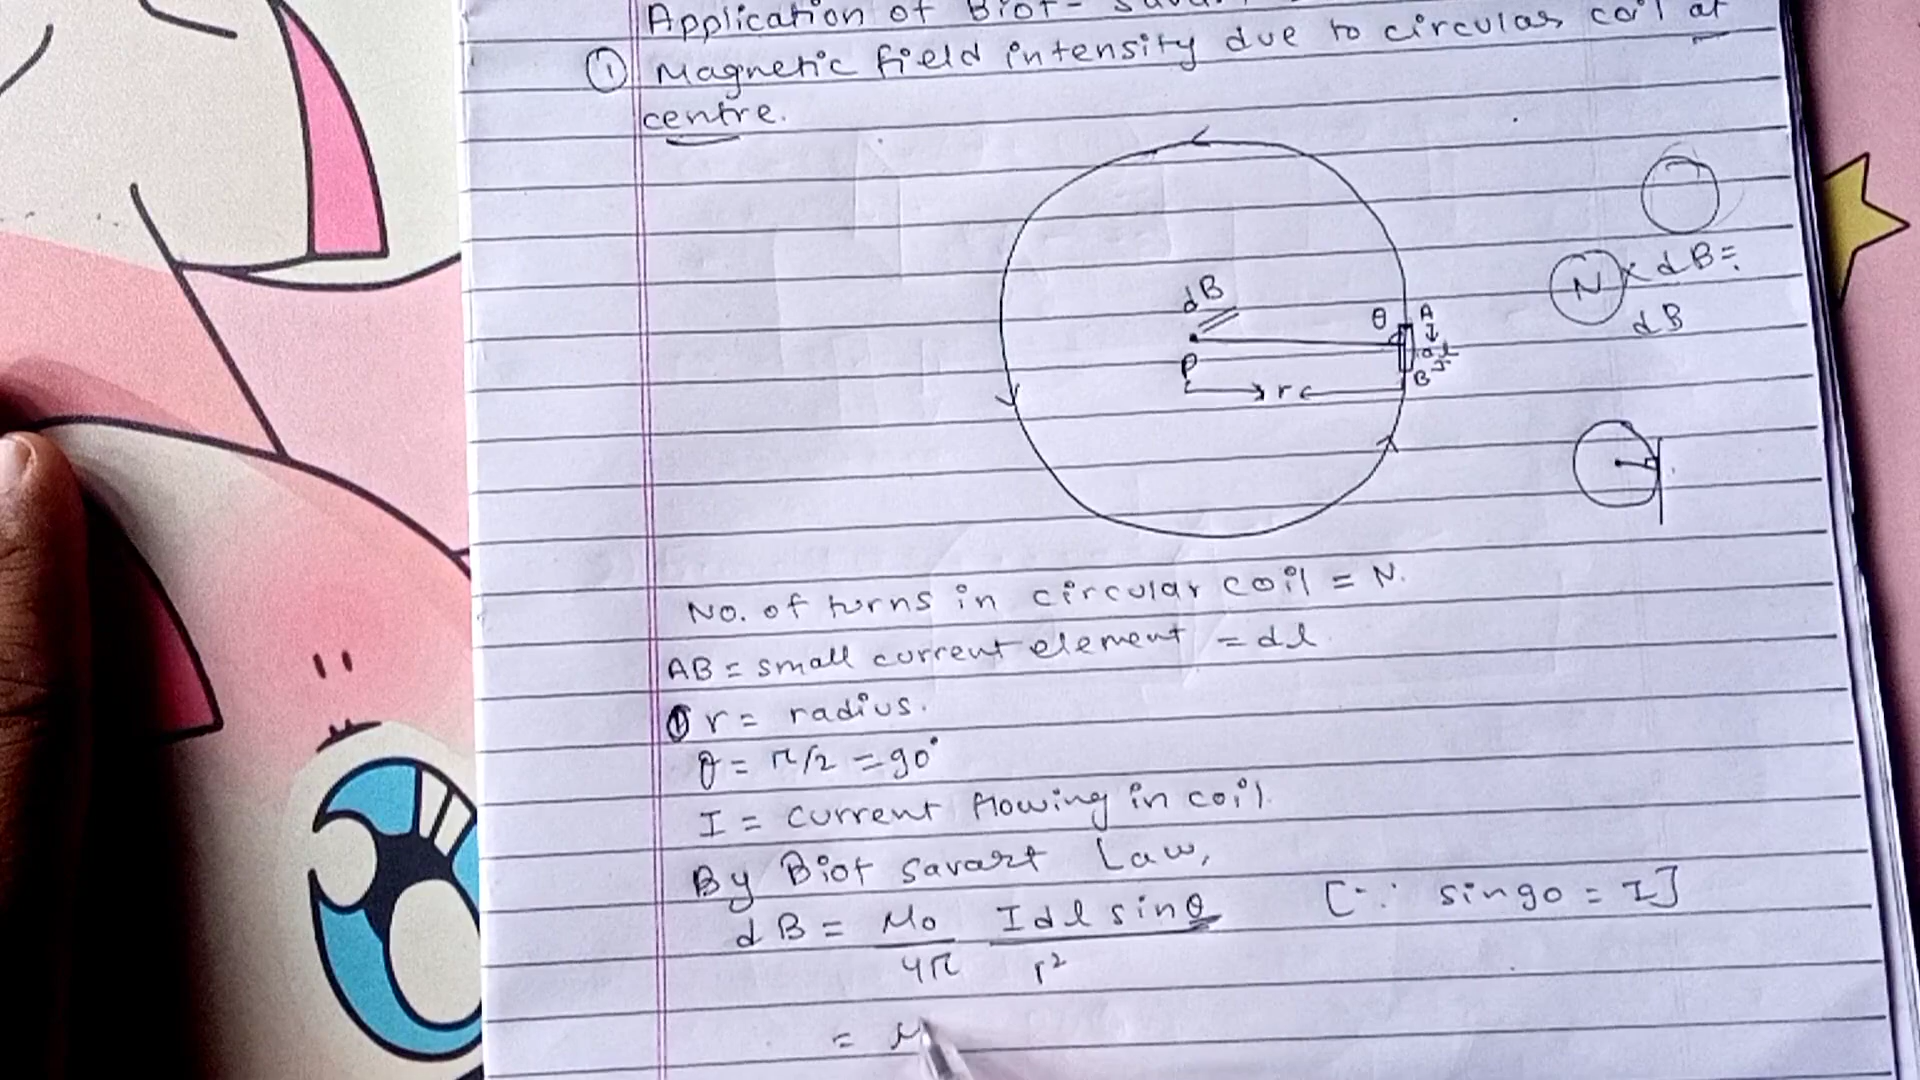 Application of Biot-
① Magnetic field intensity due to circular coil at
centre.
dB
P
r
θ
A
dl
B
N × dB =
dB
No. of turns in circular coil = N.
AB = small current element = dl
r = radius.
θ = π/2 = 90°
I = current flowing in coil.
By Biot savart Law,
dB = μ₀/4π Idl sinθ/r² [∵ sin90 = 1]
= μ